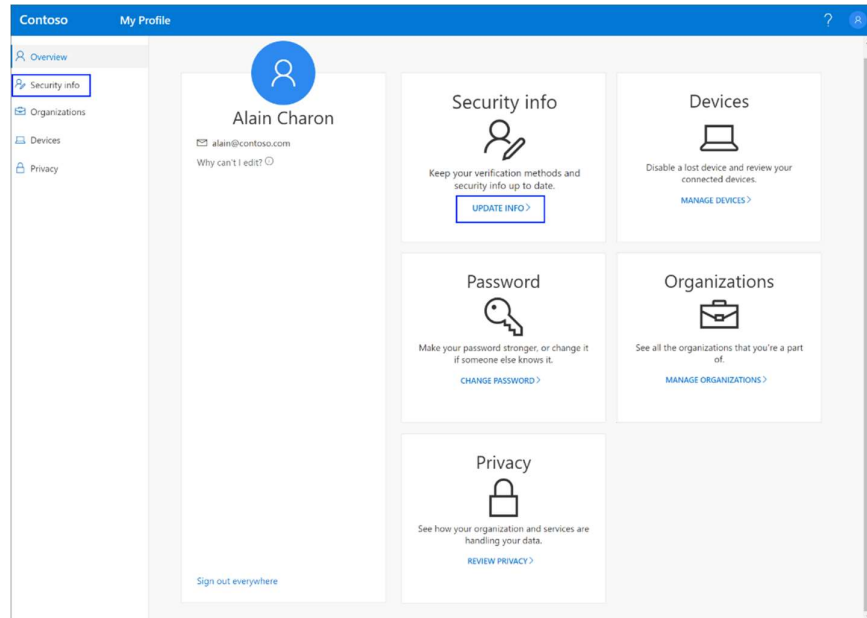 Contoso
My Profile
?
Overview
Security info
Organizations
Devices
Privacy
Alain Charon
alain@contoso.com
Why can't I edit?
Sign out everywhere
Security info
Keep your verification methods and
security info up to date.
UPDATE INFO >
Devices
Disable a lost device and review your
connected devices.
MANAGE DEVICES >
Password
Make your password stronger, or change it
if someone else knows it.
CHANGE PASSWORD >
Organizations
See all the organizations that you're a part
of.
MANAGE ORGANIZATIONS >
Privacy
See how your organization and services are
handling your data.
REVIEW PRIVACY >